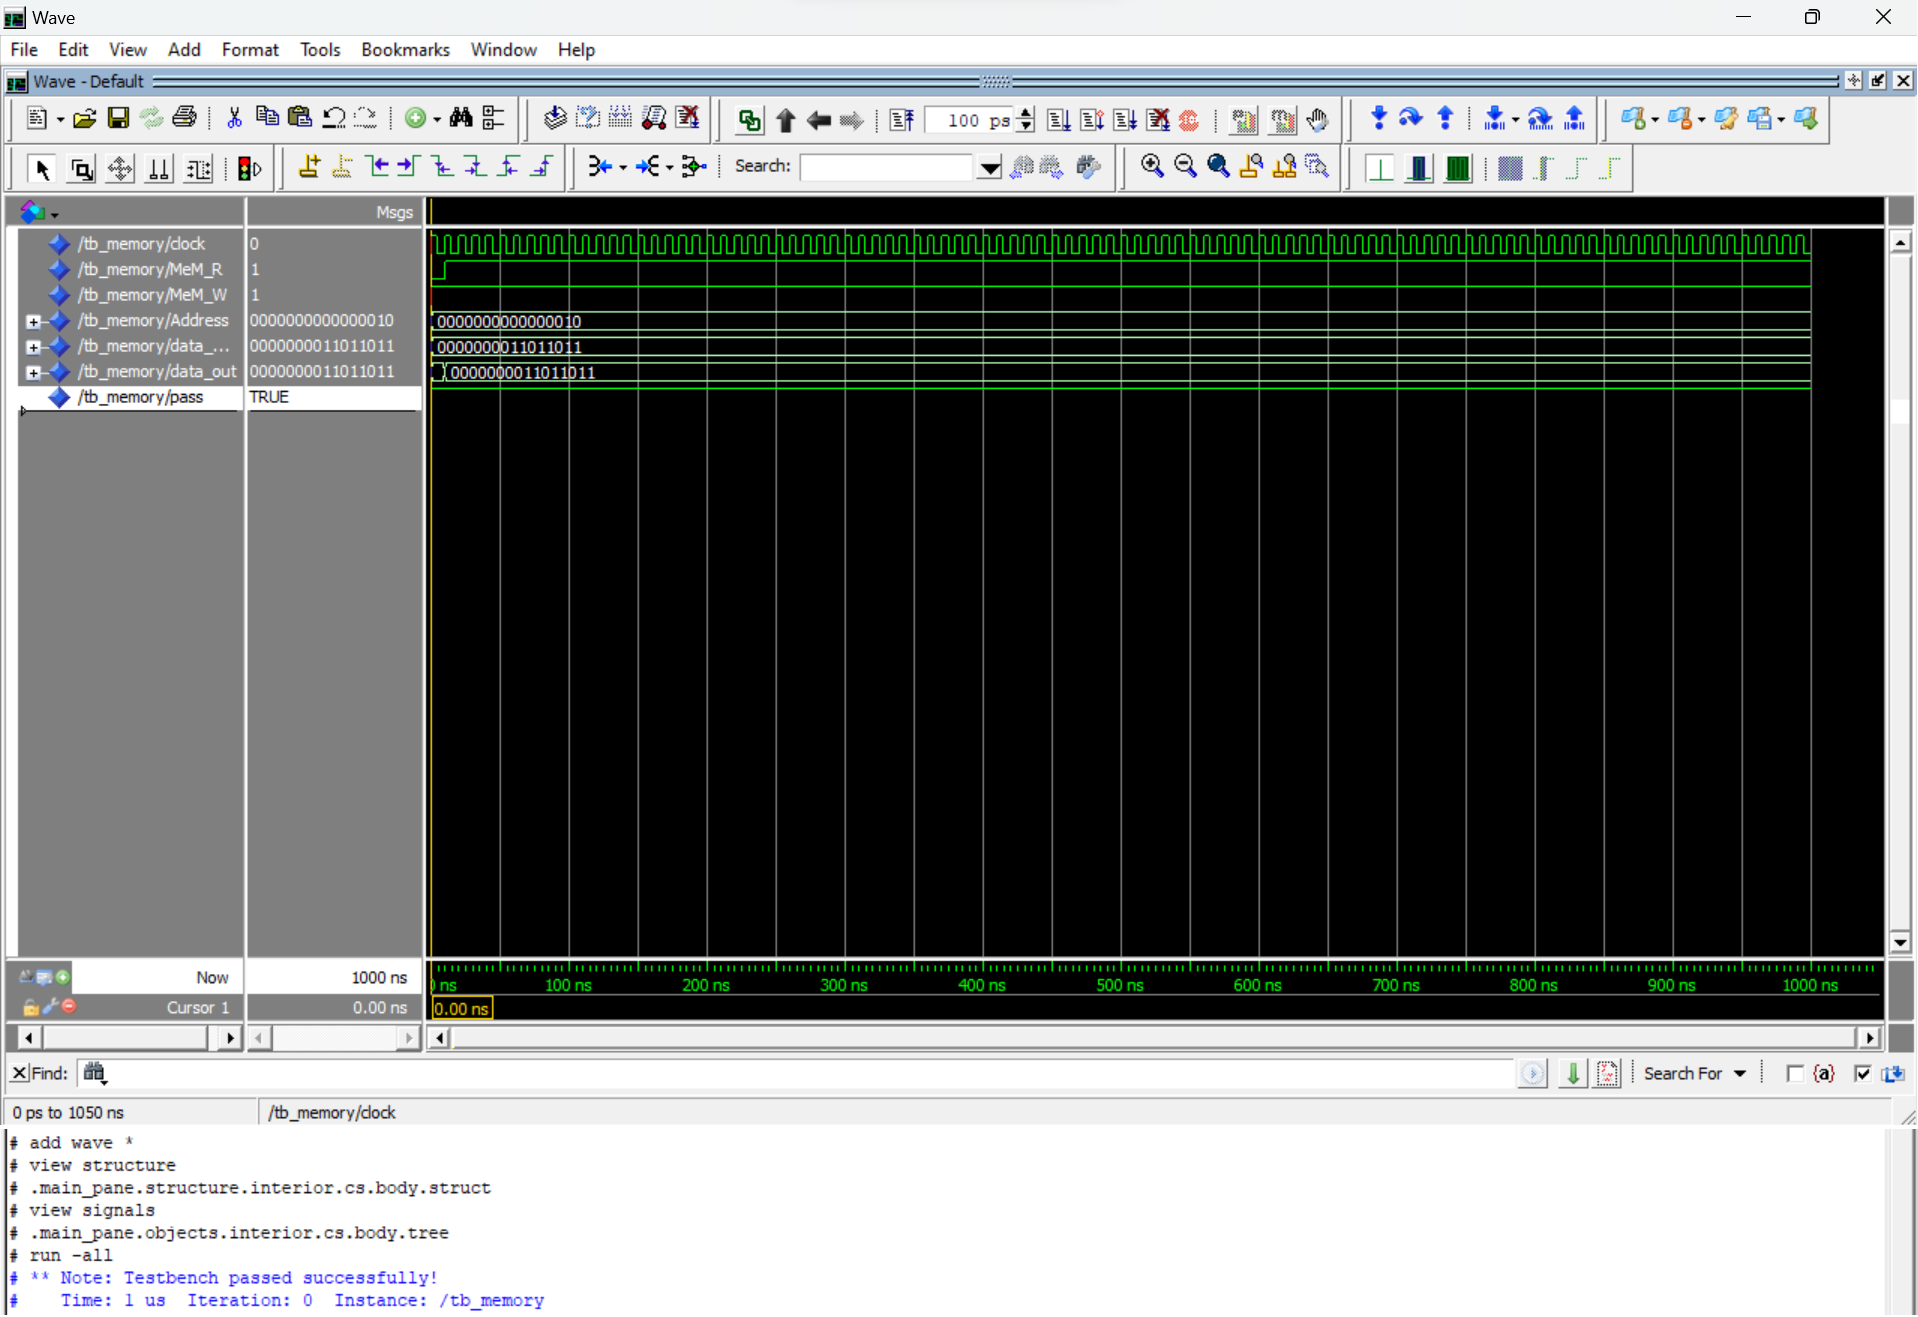 Wave
File Edit View Add Format Tools Bookmarks Window Help
Wave - Default
100 ps
Search:
Msgs
/tb_memory/clock 0
/tb_memory/MeM_R 1
/tb_memory/MeM_W 1
/tb_memory/Address 0000000000000010 0000000000000010
/tb_memory/data_... 0000000011011011 0000000011011011
/tb_memory/data_out 0000000011011011 0000000011011011
/tb_memory/pass TRUE
Now 1000 ns
ns 100 ns 200 ns 300 ns 400 ns 500 ns 600 ns 700 ns 800 ns 900 ns 1000 ns
Cursor 1 0.00 ns 0.00 ns
Find: Search For {a}
0 ps to 1050 ns /tb_memory/clock
# add wave *
# view structure
# .main_pane.structure.interior.cs.body.struct
# view signals
# .main_pane.objects.interior.cs.body.tree
# run -all
# ** Note: Testbench passed successfully!
# Time: 1 us Iteration: 0 Instance: /tb_memory